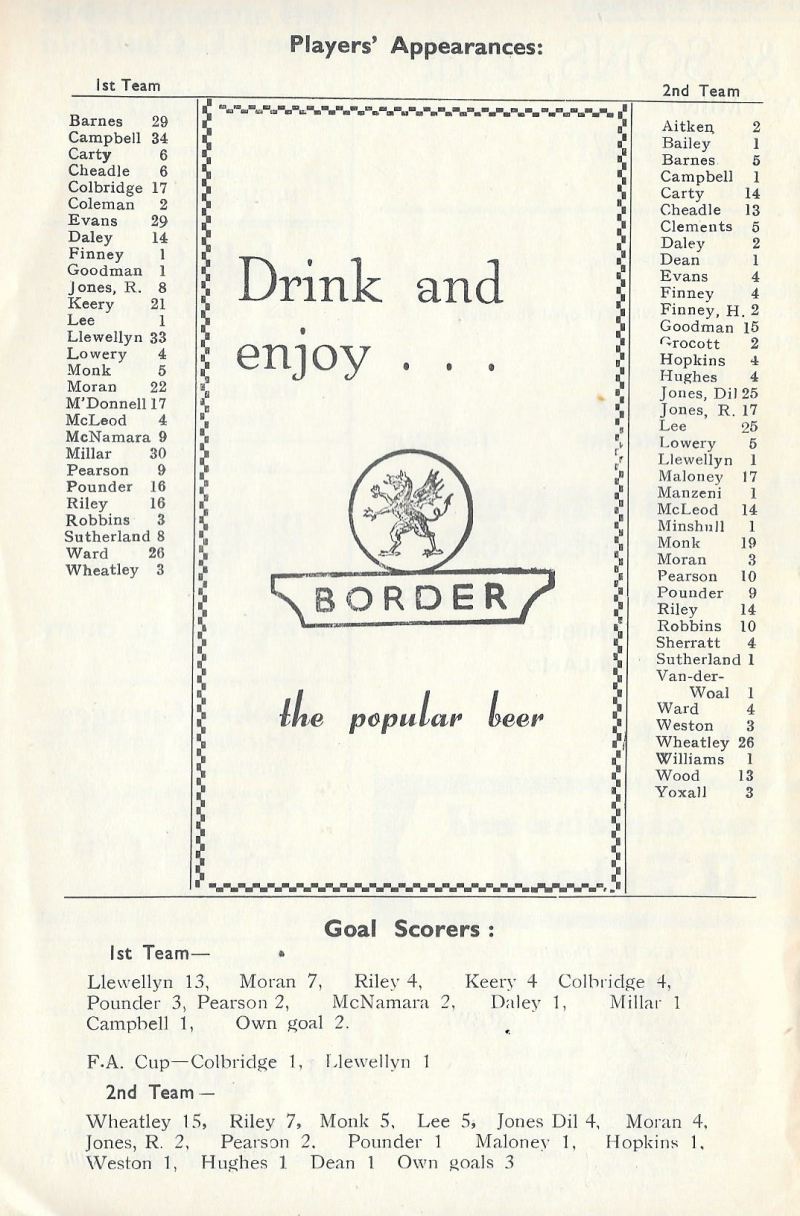 Players' Appearances:
1st Team
Barnes 29
Campbell 34
Carty 6
Cheadle 6
Colbridge 17
Coleman 2
Evans 29
Daley 14
Finney 1
Goodman 1
Jones, R. 8
Keery 21
Lee 1
Llewellyn 33
Lowery 4
Monk 5
Moran 22
M'Donnell 17
McLeod 4
McNamara 9
Millar 30
Pearson 9
Pounder 16
Riley 16
Robbins 3
Sutherland 8
Ward 26
Wheatley 3
Drink and
enjoy . . .
BORDER
the popular beer
2nd Team
Aitken 2
Bailey 1
Barnes 5
Campbell 1
Carty 14
Cheadle 13
Clements 5
Daley 2
Dean 1
Evans 4
Finney 4
Finney, H. 2
Goodman 15
Grocott 2
Hopkins 4
Hughes 4
Jones, Dil 25
Jones, R. 17
Lee 25
Lowery 5
Llewellyn 1
Maloney 17
Manzeni 1
McLeod 14
Minshull 1
Monk 19
Moran 3
Pearson 10
Pounder 9
Riley 14
Robbins 10
Sherratt 4
Sutherland 1
Van-der-
Woal 1
Ward 4
Weston 3
Wheatley 26
Williams 1
Wood 13
Yoxall 3
Goal Scorers :
1st Team—
Llewellyn 13, Moran 7, Riley 4, Keery 4 Colbridge 4,
Pounder 3, Pearson 2, McNamara 2, Daley 1, Millar 1
Campbell 1, Own goal 2.
F.A. Cup—Colbridge 1, Llewellyn 1
2nd Team —
Wheatley 15, Riley 7, Monk 5, Lee 5, Jones Dil 4, Moran 4,
Jones, R. 2, Pearson 2. Pounder 1 Maloney 1, Hopkins 1,
Weston 1, Hughes 1 Dean 1 Own goals 3